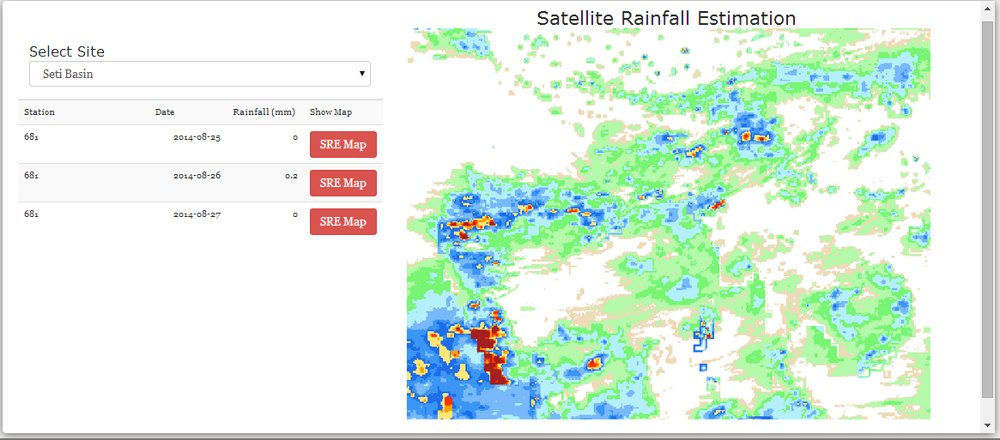 Satellite Rainfall Estimation
Select Site
Seti Basin
Station Date Rainfall (mm) Show Map
681 2014-08-25 0 SRE Map
681 2014-08-26 0.2 SRE Map
681 2014-08-27 0 SRE Map